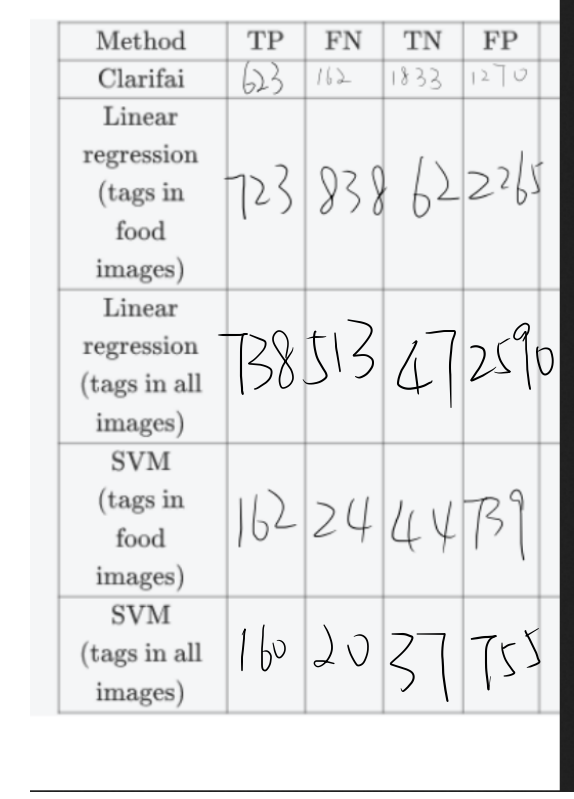 Method TP FN TN FP
Clarifai 623 162 1833 1270
Linear
regression
(tags in 723 838 62 2265
food
images)
Linear
regression 738 513 47 2590
(tags in all
images)
SVM
(tags in 162 24 44 739
food
images)
SVM
(tags in all 160 20 37 755
images)